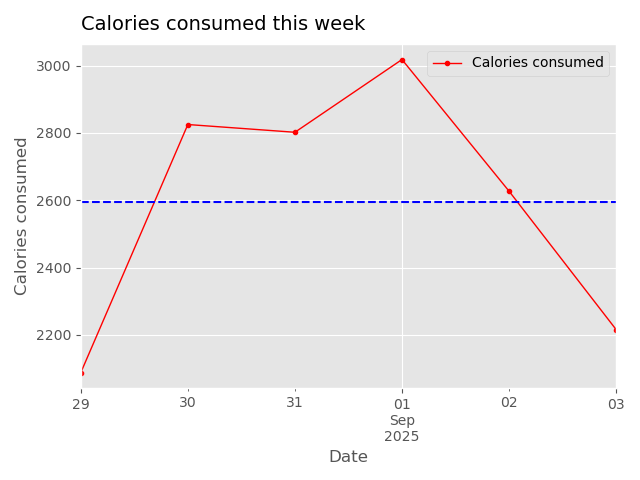 Calories consumed this week
Calories consumed
3000
2800
2600
2400
2200
Calories consumed
29
30
31
01
02
03
Sep
2025
Date